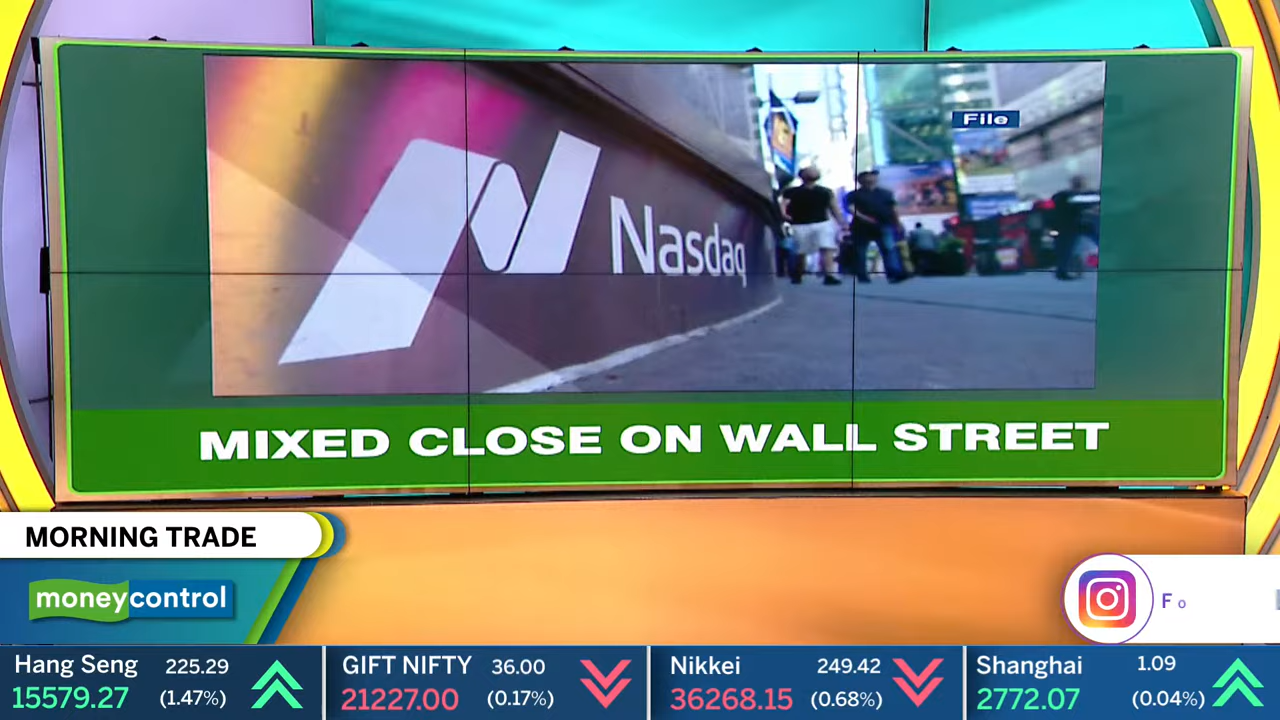 File
Nasdaq
MIXED CLOSE ON WALL STREET
MORNING TRADE
moneycontrol
Fo
Hang Seng 225.29
15579.27 (1.47%)
GIFT NIFTY 36.00
21227.00 (0.17%)
Nikkei 249.42
36268.15 (0.68%)
Shanghai 1.09
2772.07 (0.04%)